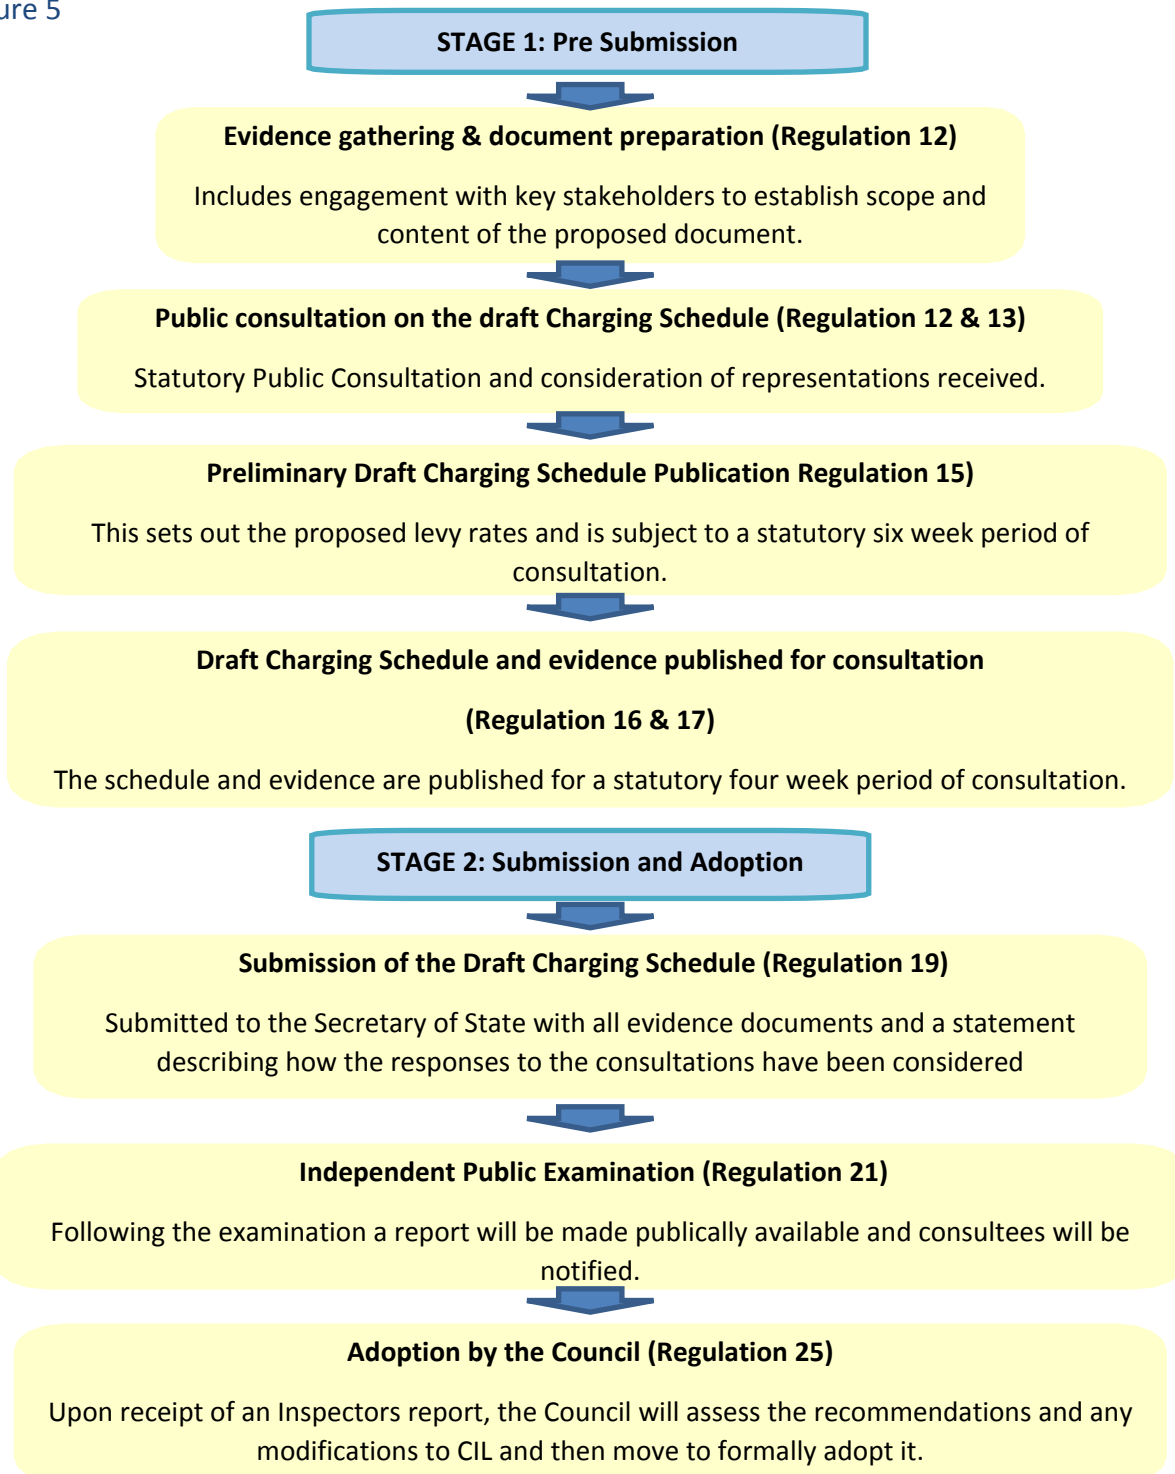 ure 5
STAGE 1: Pre Submission
Evidence gathering & document preparation (Regulation 12)
Includes engagement with key stakeholders to establish scope and
content of the proposed document.
Public consultation on the draft Charging Schedule (Regulation 12 & 13)
Statutory Public Consultation and consideration of representations received.
Preliminary Draft Charging Schedule Publication Regulation 15)
This sets out the proposed levy rates and is subject to a statutory six week period of
consultation.
Draft Charging Schedule and evidence published for consultation
(Regulation 16 & 17)
The schedule and evidence are published for a statutory four week period of consultation.
STAGE 2: Submission and Adoption
Submission of the Draft Charging Schedule (Regulation 19)
Submitted to the Secretary of State with all evidence documents and a statement
describing how the responses to the consultations have been considered
Independent Public Examination (Regulation 21)
Following the examination a report will be made publically available and consultees will be
notified.
Adoption by the Council (Regulation 25)
Upon receipt of an Inspectors report, the Council will assess the recommendations and any
modifications to CIL and then move to formally adopt it.